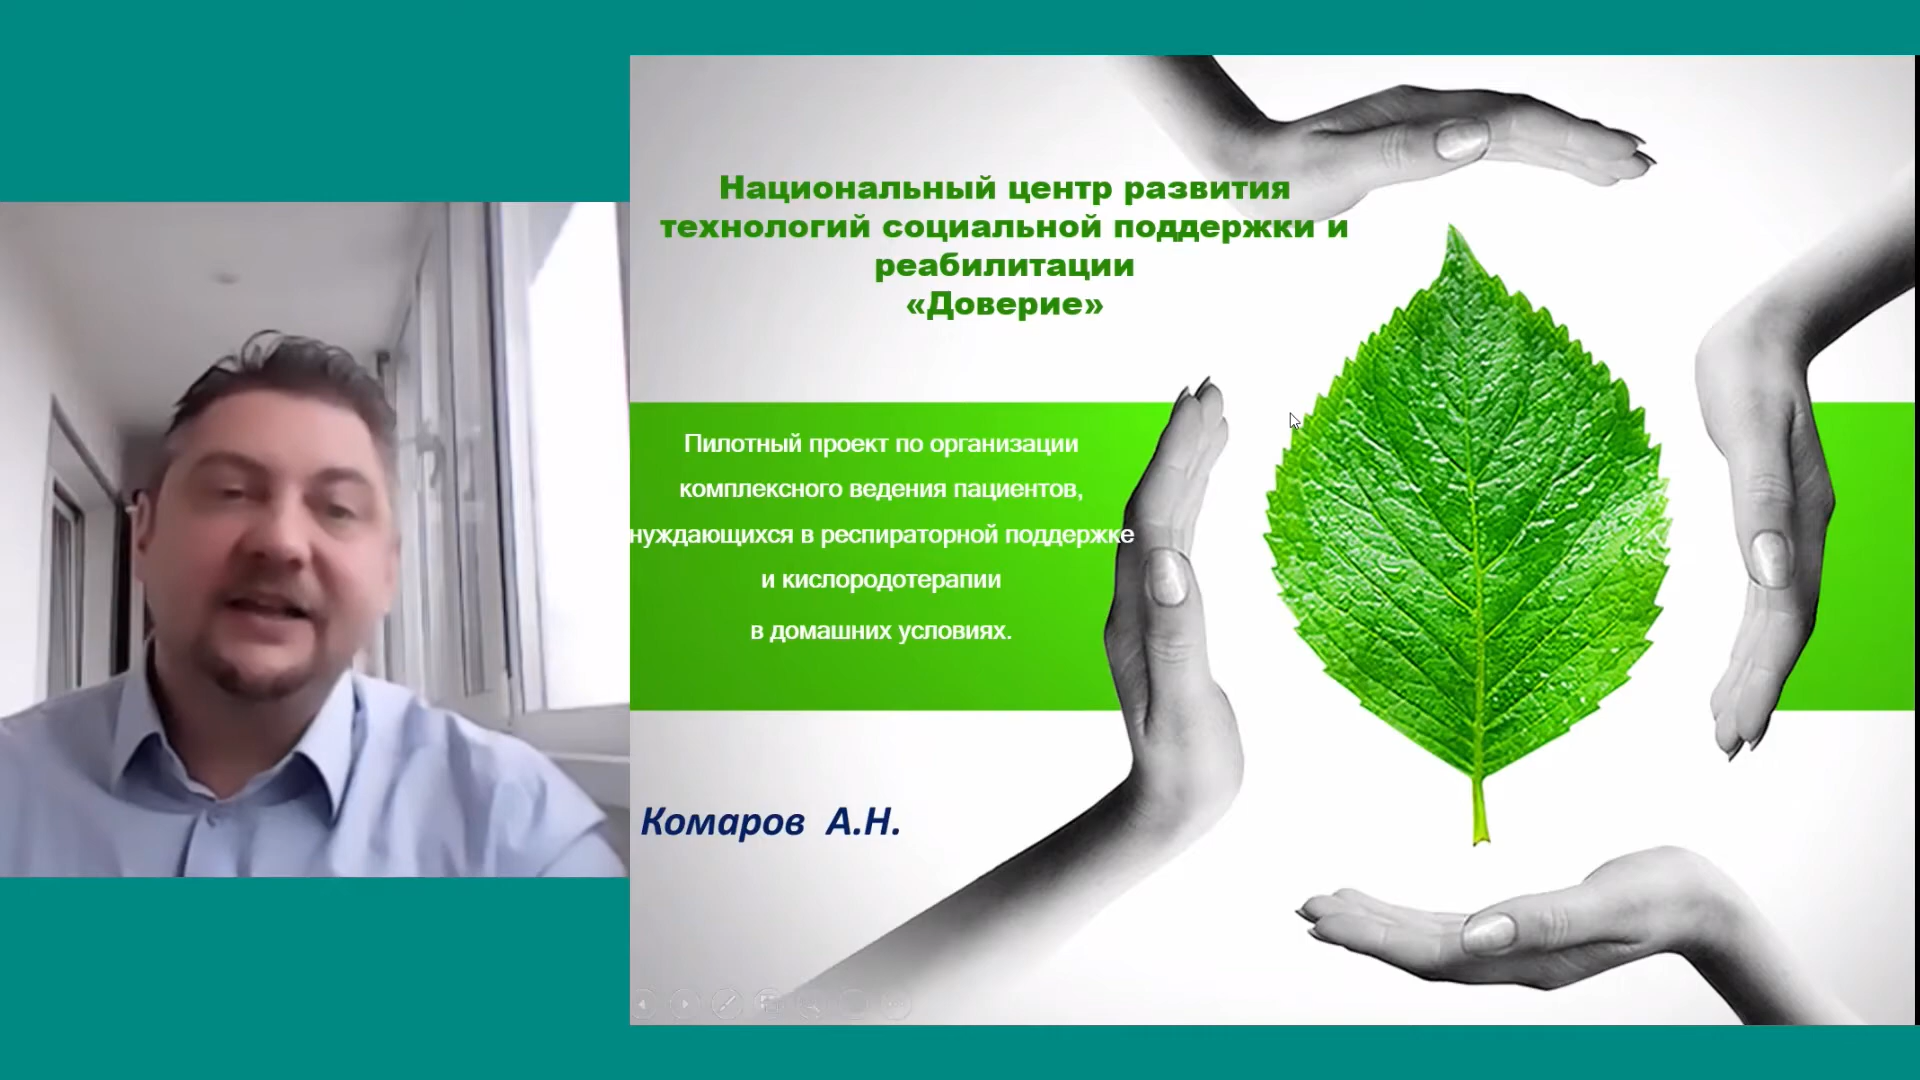 Национальный центр развития
технологий социальной поддержки и
реабилитации
«Доверие»
Пилотный проект по организации
комплексного ведения пациентов,
нуждающихся в респираторной поддержке
и кислородотерапии
в домашних условиях.
Комаров А.Н.